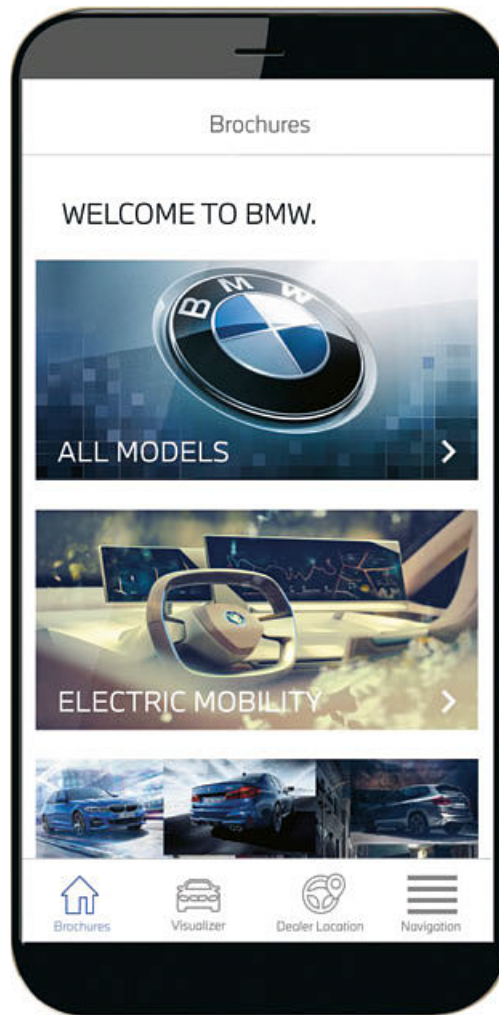 Brochures
WELCOME TO BMW.
BMW
ALL MODELS
ELECTRIC MOBILITY
Brochures
Visualizer
Dealer Location
Navigation